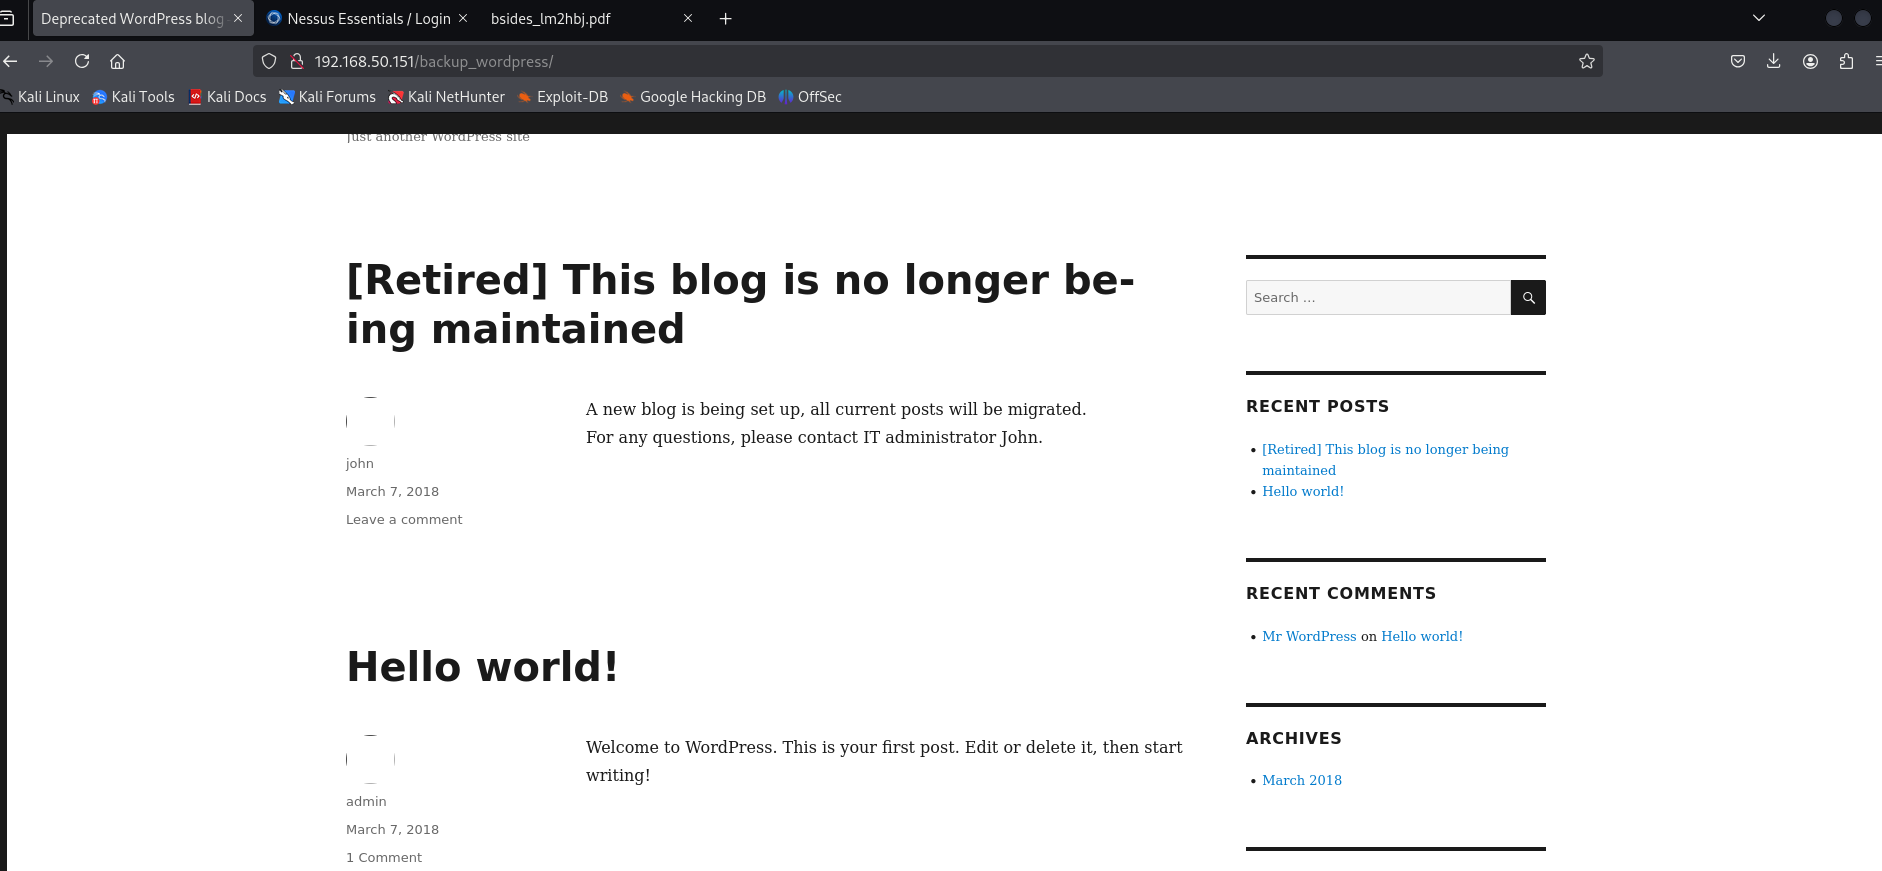 Deprecated WordPress blog
Nessus Essentials / Login
bsides_lm2hbj.pdf
192.168.50.151/backup_wordpress/
Kali Linux
Kali Tools
Kali Docs
Kali Forums
Kali NetHunter
Exploit-DB
Google Hacking DB
OffSec
Just another WordPress site
[Retired] This blog is no longer be-
ing maintained
john
March 7, 2018
Leave a comment
A new blog is being set up, all current posts will be migrated.
For any questions, please contact IT administrator John.
Hello world!
admin
March 7, 2018
1 Comment
Welcome to WordPress. This is your first post. Edit or delete it, then start
writing!
Search …
RECENT POSTS
[Retired] This blog is no longer being
maintained
Hello world!
RECENT COMMENTS
Mr WordPress on Hello world!
ARCHIVES
March 2018